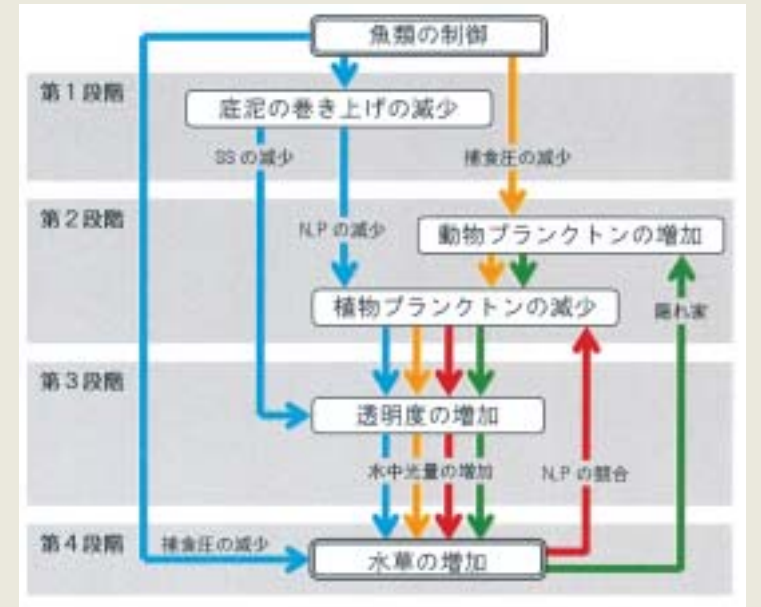 魚類の制御
第1段階
底泥の巻き上げの減少
SSの減少
捕食圧の減少
第2段階
N,Pの減少
動物プランクトンの増加
植物プランクトンの減少
隠れ家
第3段階
透明度の増加
水中光量の増加
N,Pの競合
第4段階
捕食圧の減少
水草の増加